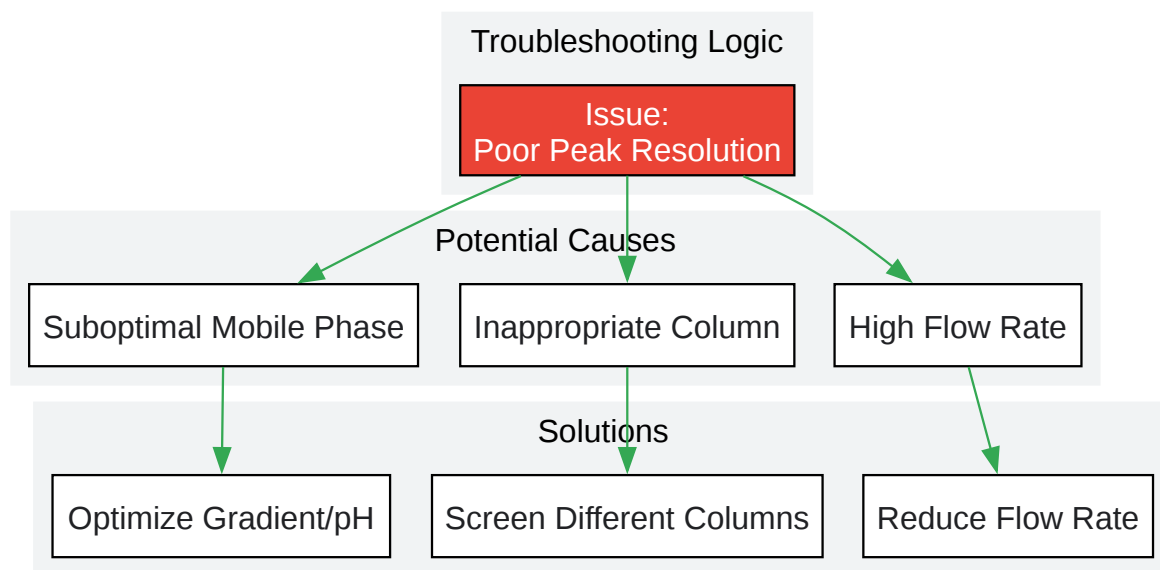 Troubleshooting Logic
Issue:
Poor Peak Resolution
Potential Causes
Suboptimal Mobile Phase
Inappropriate Column
High Flow Rate
Solutions
Optimize Gradient/pH
Screen Different Columns
Reduce Flow Rate